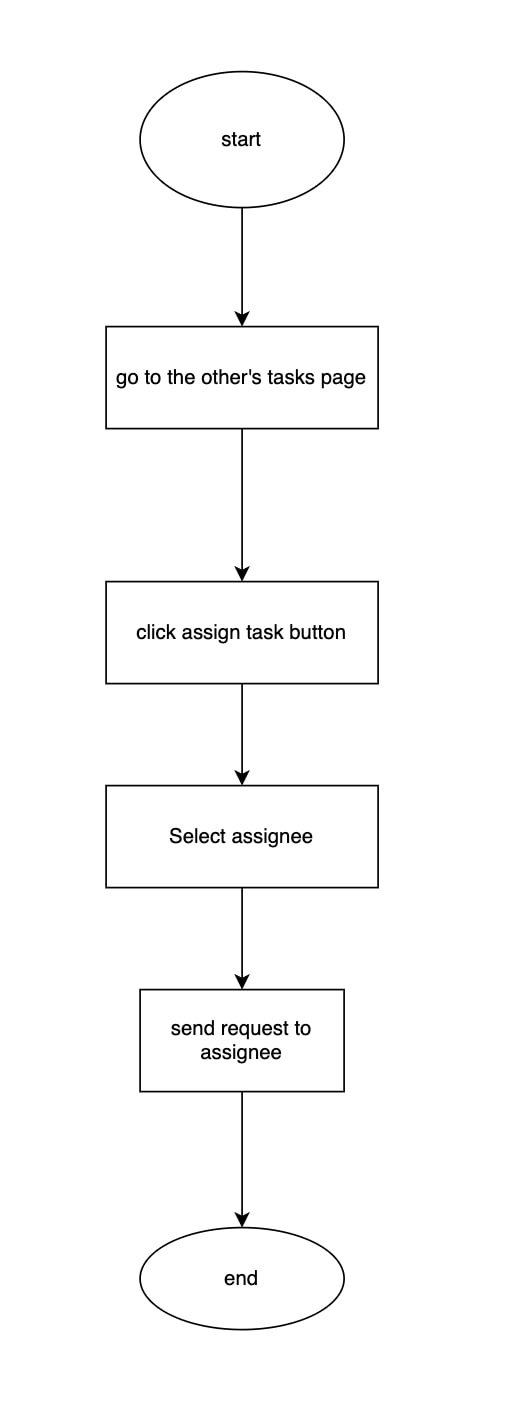 start
go to the other's tasks page
click assign task button
Select assignee
send request to
assignee
end